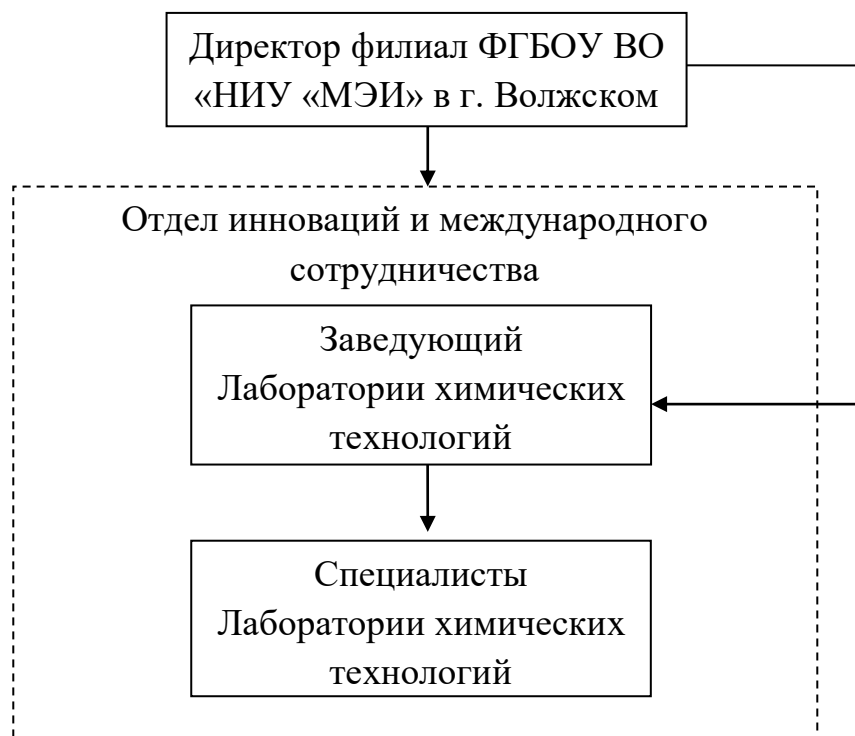 Директор филиал ФГБОУ ВО
«НИУ «МЭИ» в г. Волжском
Отдел инноваций и международного
сотрудничества
Заведующий
Лаборатории химических
технологий
Специалисты
Лаборатории химических
технологий